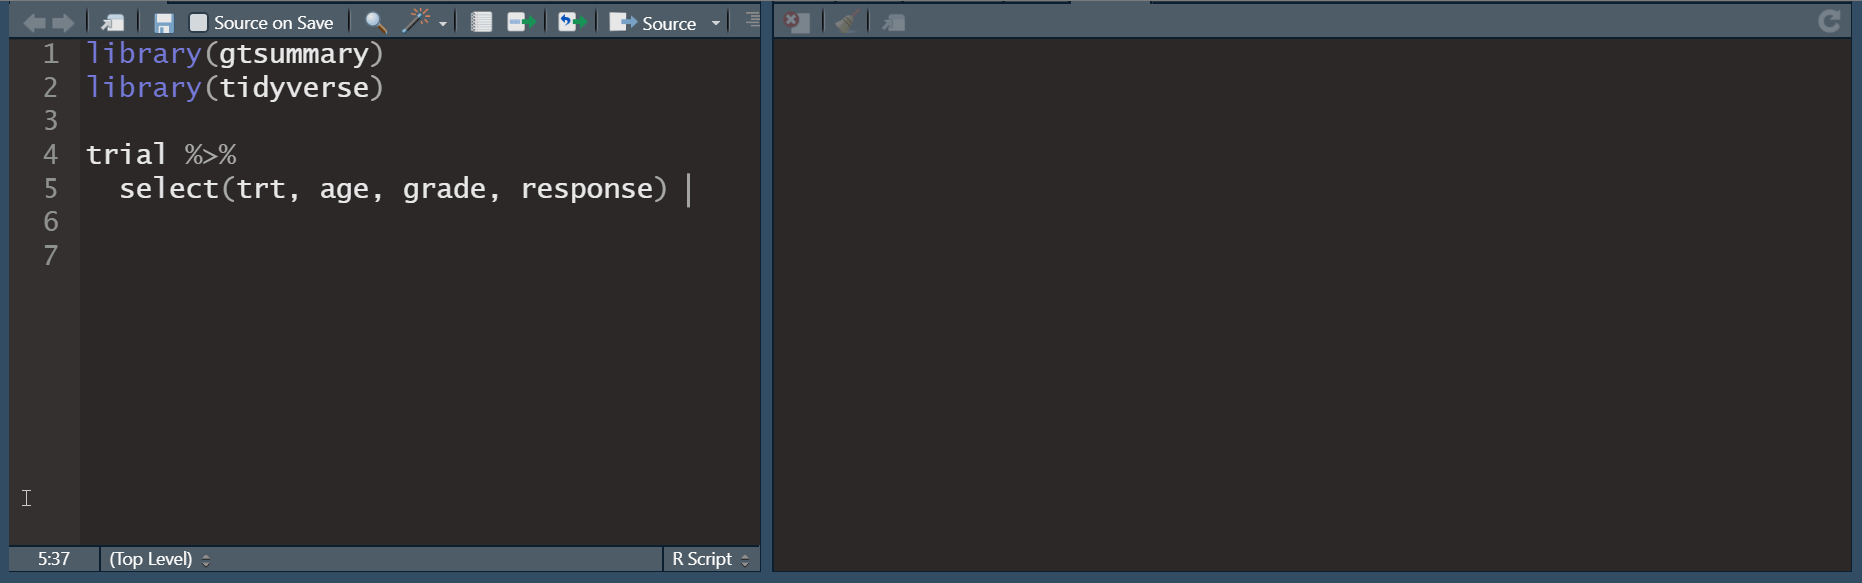 Source on Save
Source
1 library(gtsummary)
2 library(tidyverse)
3
4 trial %>%
5   select(trt, age, grade, response)
6
7
5:37 (Top Level) R Script